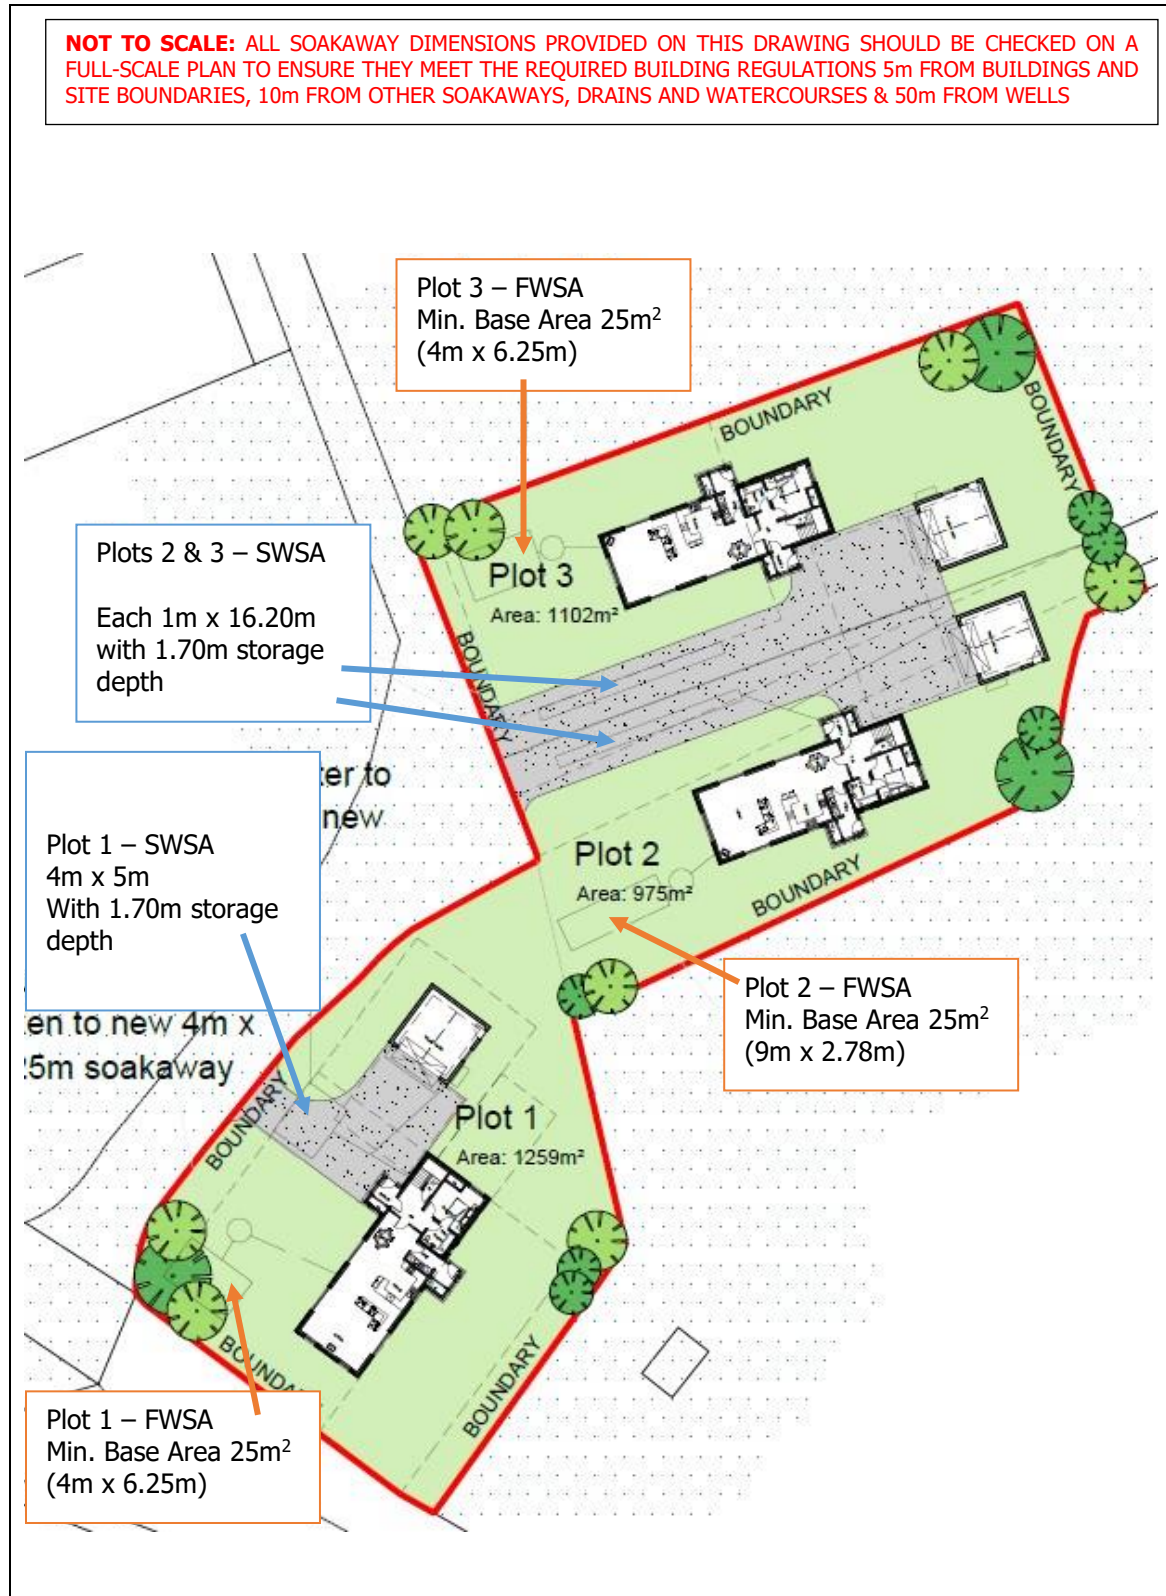 NOT TO SCALE: ALL SOAKAWAY DIMENSIONS PROVIDED ON THIS DRAWING SHOULD BE CHECKED ON A
FULL-SCALE PLAN TO ENSURE THEY MEET THE REQUIRED BUILDING REGULATIONS 5m FROM BUILDINGS AND
SITE BOUNDARIES, 10m FROM OTHER SOAKAWAYS, DRAINS AND WATERCOURSES & 50m FROM WELLS
Plot 3 – FWSA
Min. Base Area 25m²
(4m x 6.25m)
BOUNDARY
BOUNDARY
Plots 2 & 3 – SWSA
Each 1m x 16.20m
with 1.70m storage
depth
Plot 3
Area: 1102m²
BOUNDARY
ter to
new
Plot 1 – SWSA
4m x 5m
With 1.70m storage
depth
Plot 2
Area: 975m²
BOUNDARY
Plot 2 – FWSA
Min. Base Area 25m²
(9m x 2.78m)
en to new 4m x
5m soakaway
BOUNDARY
Plot 1
Area: 1259m²
BOUNDARY
BOUNDA
Plot 1 – FWSA
Min. Base Area 25m²
(4m x 6.25m)